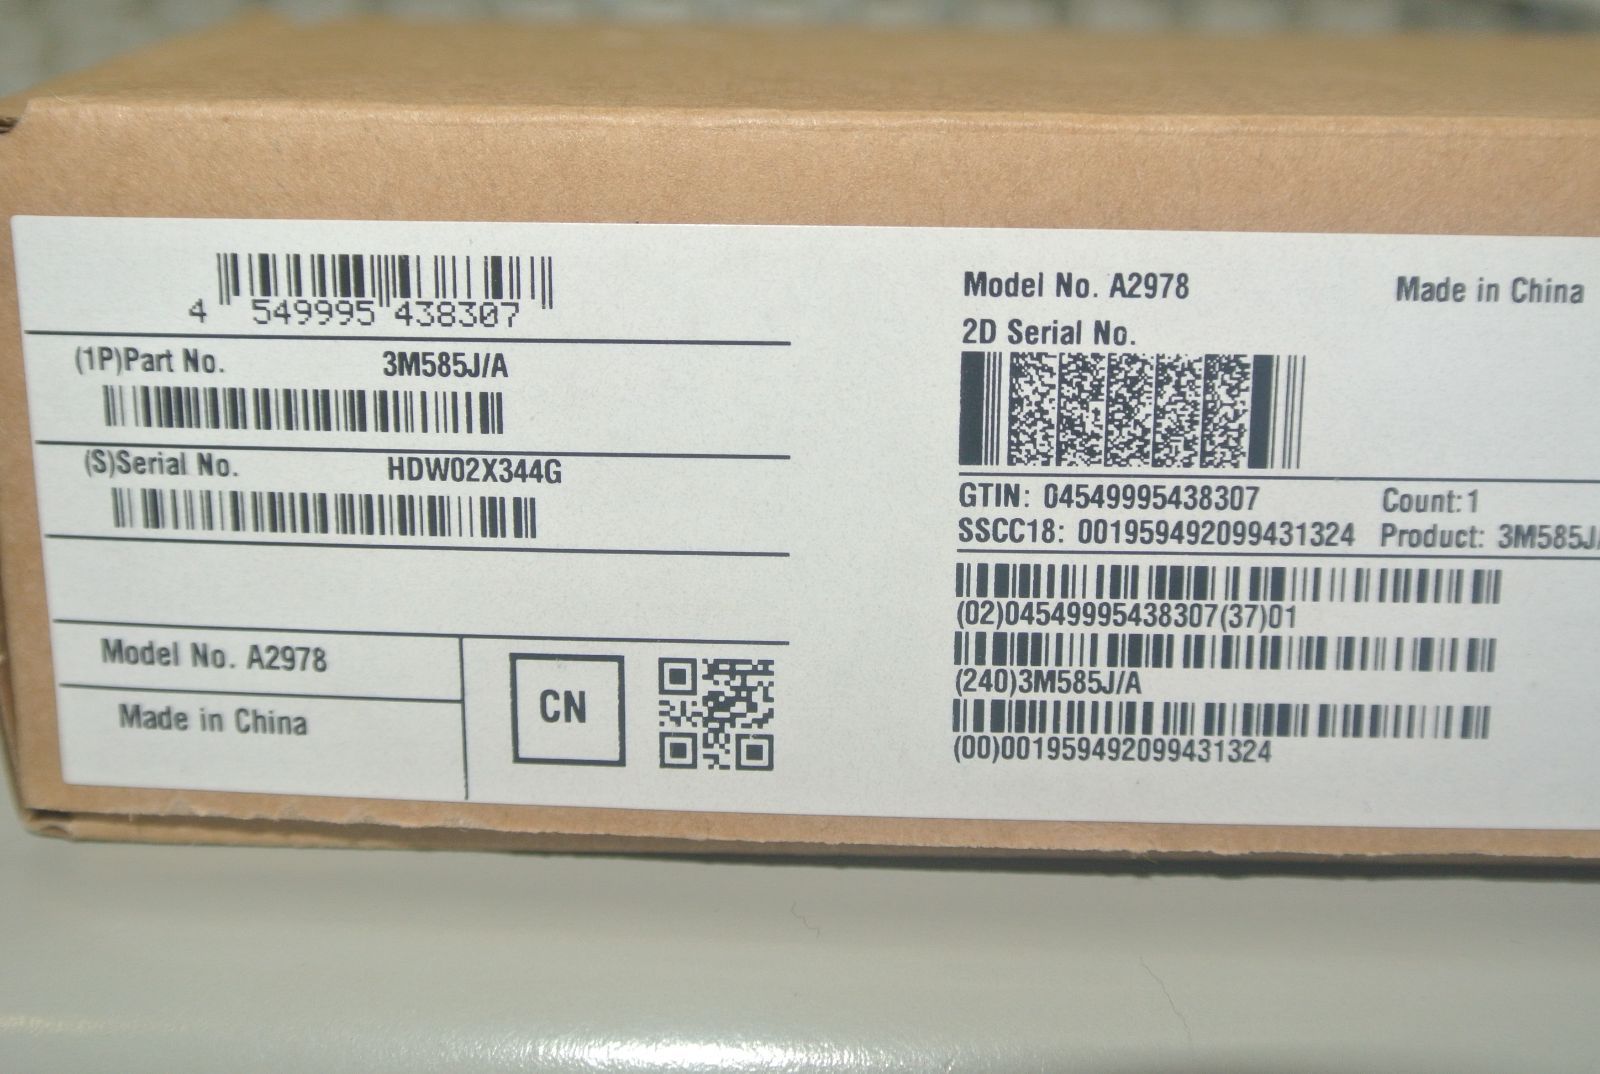 4 549995 438307
(1P)Part No. 3M585J/A
(S)Serial No. HDW02X344G
Model No. A2978
Made in China
CN
Model No. A2978 Made in China
2D Serial No.
GTIN: 04549995438307 Count:1
SSCC18: 001959492099431324 Product: 3M585J/
(02)04549995438307(37)01
(240)3M585J/A
(00)001959492099431324